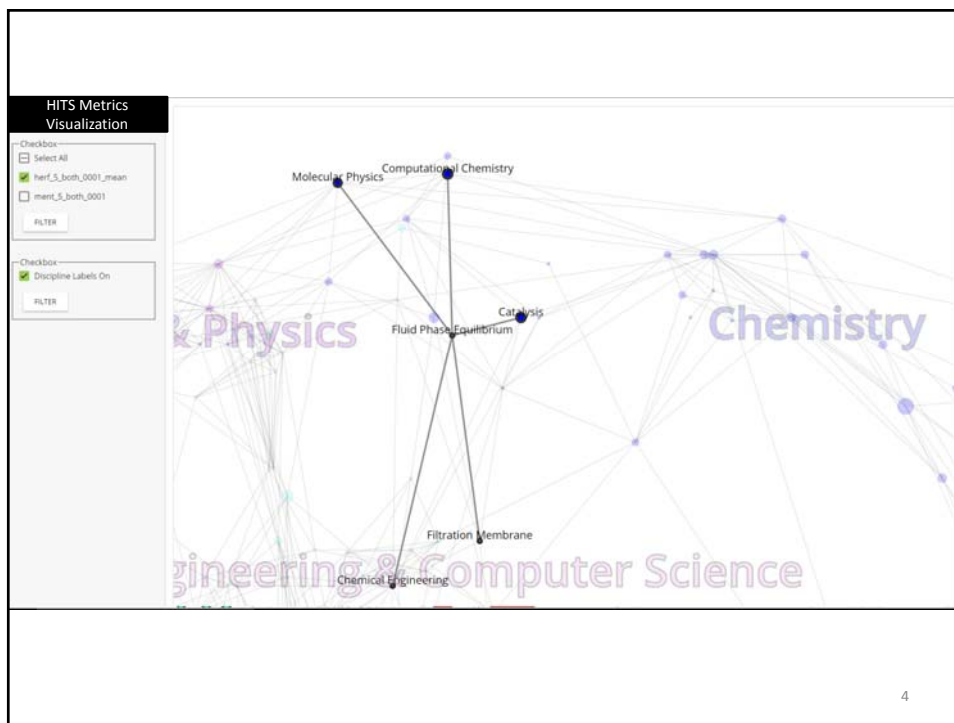 HITS Metrics
Visualization
Checkbox
Select All
herf_5_both_0001_mean
ment_5_both_0001
FILTER
Checkbox
Discipline Labels On
FILTER
Molecular Physics
Computational Chemistry
Catalysis
Fluid Phase Equilibrium
& Physics
Chemistry
Filtration Membrane
gineering & Computer Science
Chemical Engineering
4